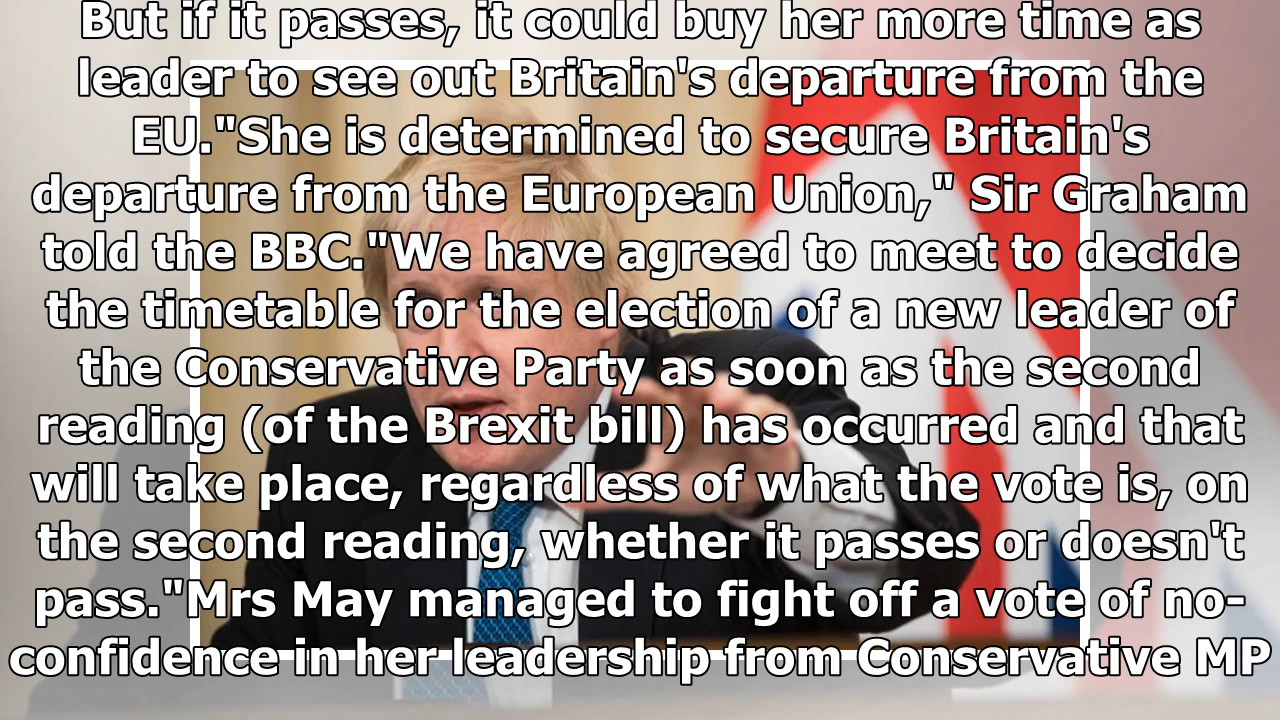 But if it passes, it could buy her more time as
leader to see out Britain's departure from the
EU."She is determined to secure Britain's
departure from the European Union," Sir Graham
told the BBC."We have agreed to meet to decide
the timetable for the election of a new leader of
the Conservative Party as soon as the second
reading (of the Brexit bill) has occurred and that
will take place, regardless of what the vote is, on
the second reading, whether it passes or doesn't
pass."Mrs May managed to fight off a vote of no-
confidence in her leadership from Conservative MP